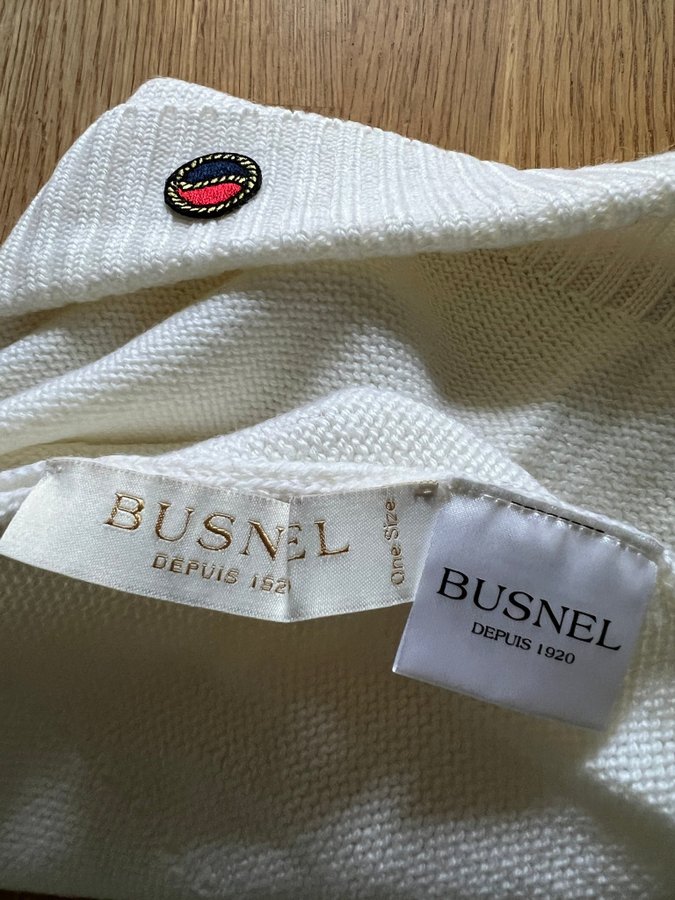 BUSNEL
DEPUIS 192
One Size
BUSNEL
DEPUIS 1920